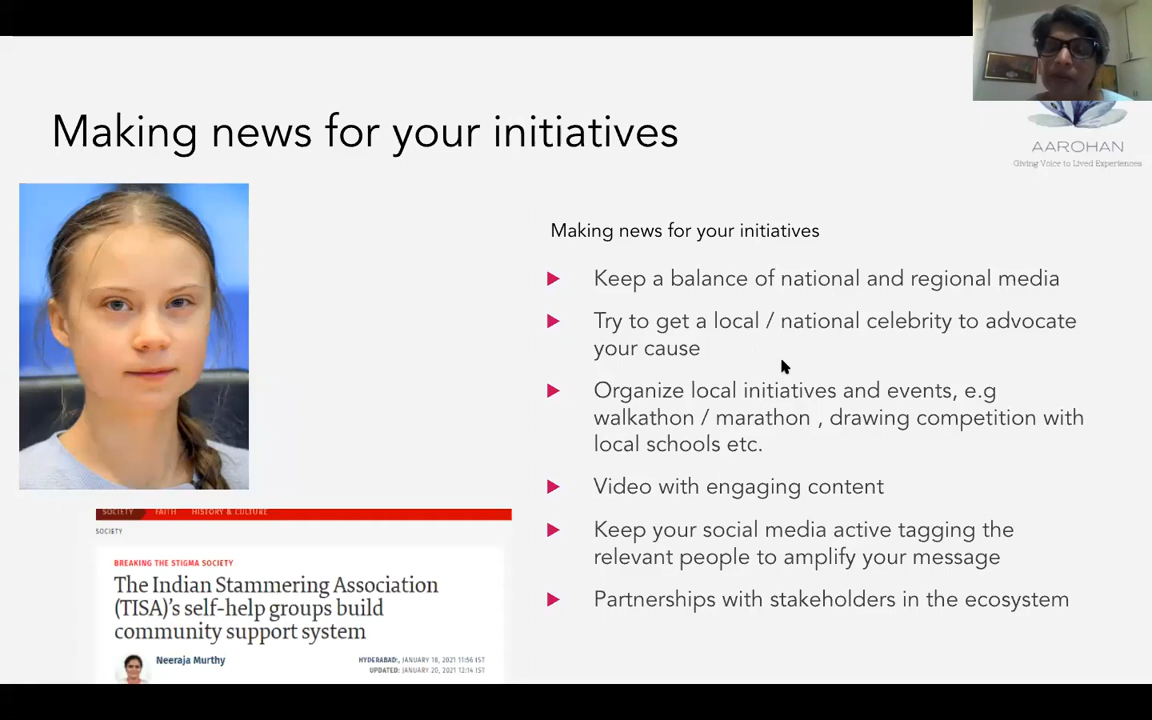 Making news for your initiatives
AAROHAN
Giving Voice to Lived Experiences
Making news for your initiatives
Keep a balance of national and regional media
Try to get a local / national celebrity to advocate
your cause
Organize local initiatives and events, e.g
walkathon / marathon , drawing competition with
local schools etc.
Video with engaging content
Keep your social media active tagging the
relevant people to amplify your message
Partnerships with stakeholders in the ecosystem
SOCIETY FAITH HISTORY & CULTURE
SOCIETY
BREAKING THE STIGMA SOCIETY
The Indian Stammering Association
(TISA)'s self-help groups build
community support system
Neeraja Murthy
HYDERABAD:, JANUARY 18, 2021 11:56 IST
UPDATED: JANUARY 20, 2021 12:14 IST